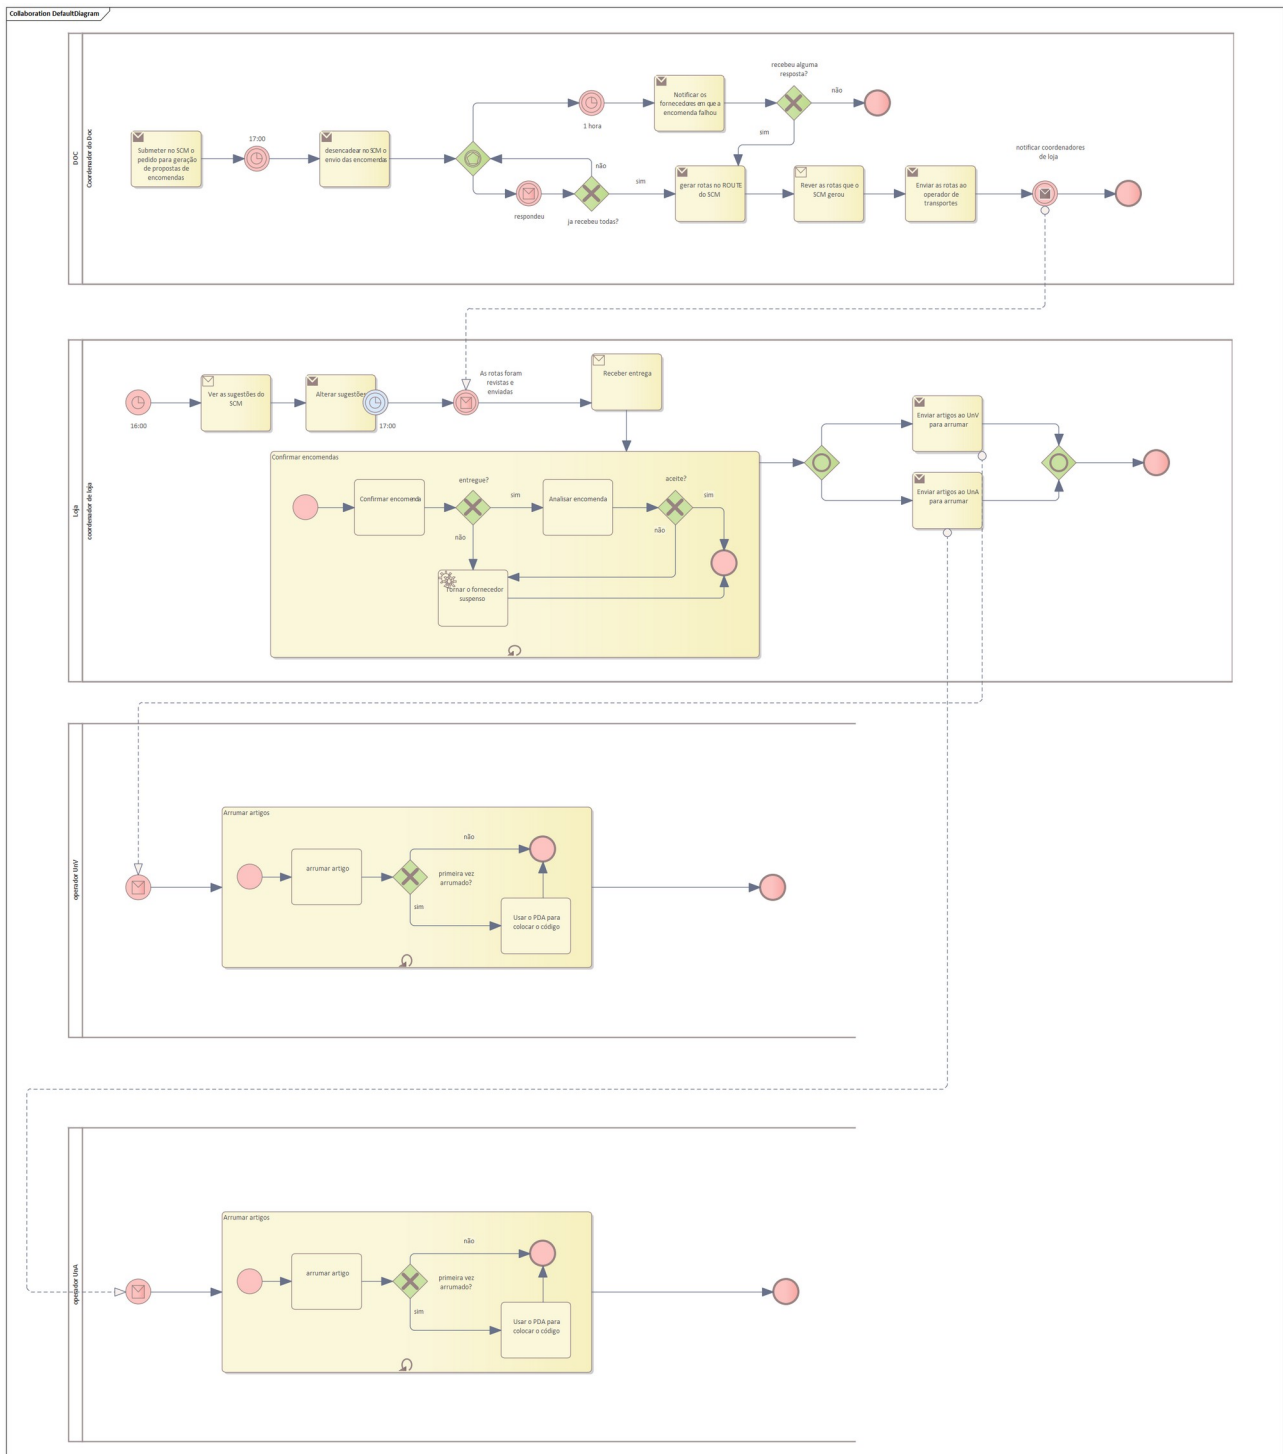 Collaboration DefaultDiagram
DOC
Coordenador do Doc
Submeter no SCM o
pedido para geração
de propostas de
encomendas
17:00
desencadear no SCM o
envio das encomendas
1 hora
Notificar os
fornecedores em que a
encomenda falhou
recebeu alguma
resposta?
não
sim
respondeu
não
ja recebeu todas?
sim
gerar rotas no ROUTE
do SCM
Rever as rotas que o
SCM gerou
Enviar as rotas ao
operador de
transportes
notificar coordenadores
de loja
Loja
coordenador de loja
16:00
Ver as sugestões do
SCM
Alterar sugestões
17:00
As rotas foram
revistas e
enviadas
Receber entrega
Confirmar encomendas
Confirmar encomenda
entregue?
sim
não
Analisar encomenda
aceite?
sim
não
Tornar o fornecedor
suspenso
Enviar artigos ao UnV
para arrumar
Enviar artigos ao UnA
para arrumar
operador UnV
Arrumar artigos
arrumar artigo
não
primeira vez
arrumado?
sim
Usar o PDA para
colocar o código
operador UnA
Arrumar artigos
arrumar artigo
não
primeira vez
arrumado?
sim
Usar o PDA para
colocar o código